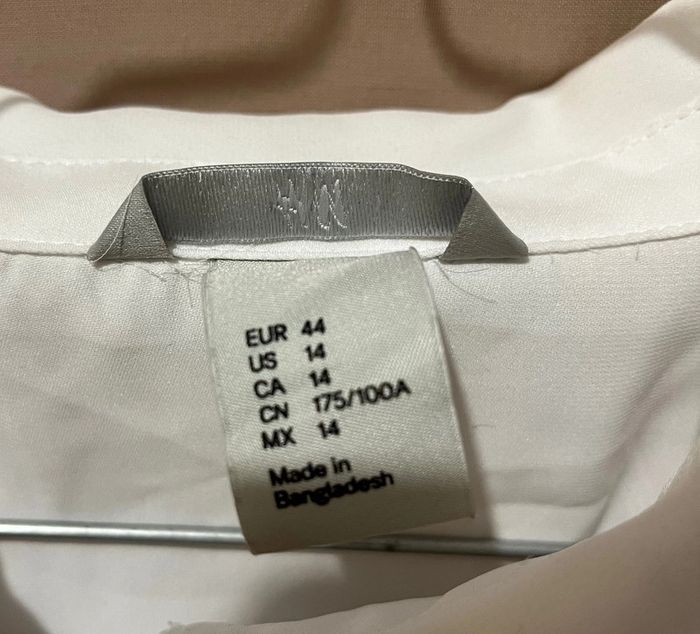 EUR 44
US 14
CA 14
CN 175/100A
MX 14
Made in
Bangladesh